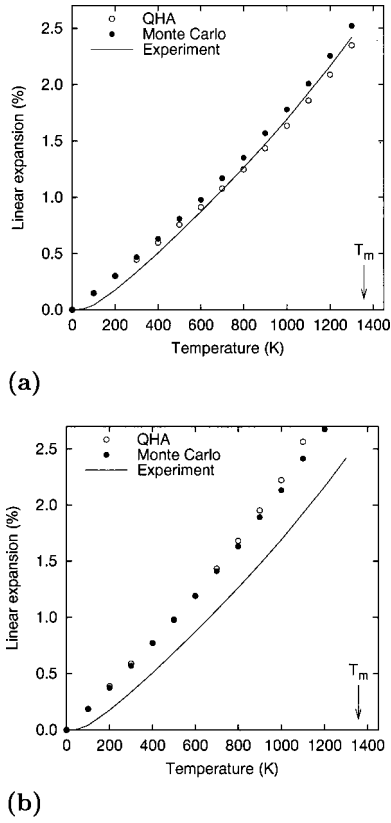 2.5
2.0
1.5
1.0
0.5
0.0
Linear expansion (%)
QHA
Monte Carlo
Experiment
Tm
0 200 400 600 800 1000 1200 1400
Temperature (K)
(a)
2.5
2.0
1.5
1.0
0.5
0.0
Linear expansion (%)
QHA
Monte Carlo
Experiment
Tm
0 200 400 600 800 1000 1200 1400
Temperature (K)
(b)